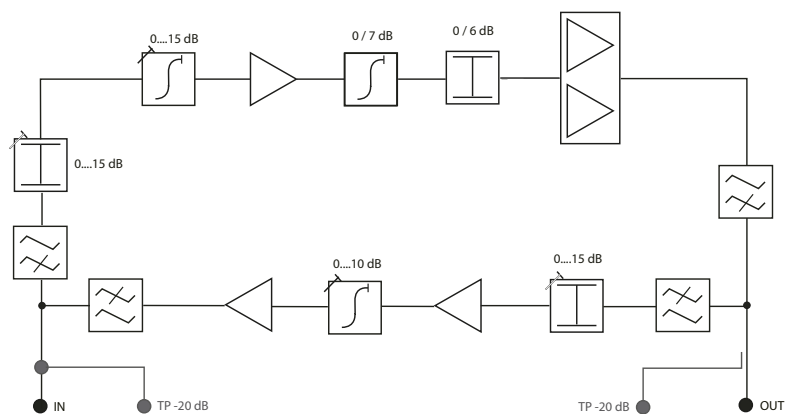 0....15 dB
0 / 7 dB
0 / 6 dB
0....15 dB
0....10 dB
0....15 dB
IN
TP -20 dB
TP -20 dB
OUT